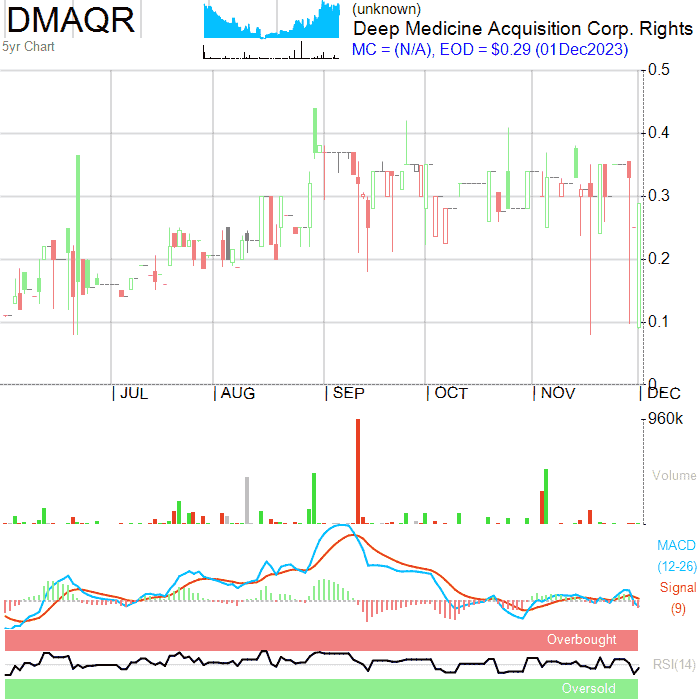 DMAQR
5yr Chart
(unknown)
Deep Medicine Acquisition Corp. Rights
MC = (N/A), EOD = $0.29 (01Dec2023)
0.5
0.4
0.3
0.2
0.1
0
| JUL | AUG | SEP | OCT | NOV | DEC
960k
Volume
MACD
(12-26)
Signal
(9)
Overbought
RSI(14)
Oversold